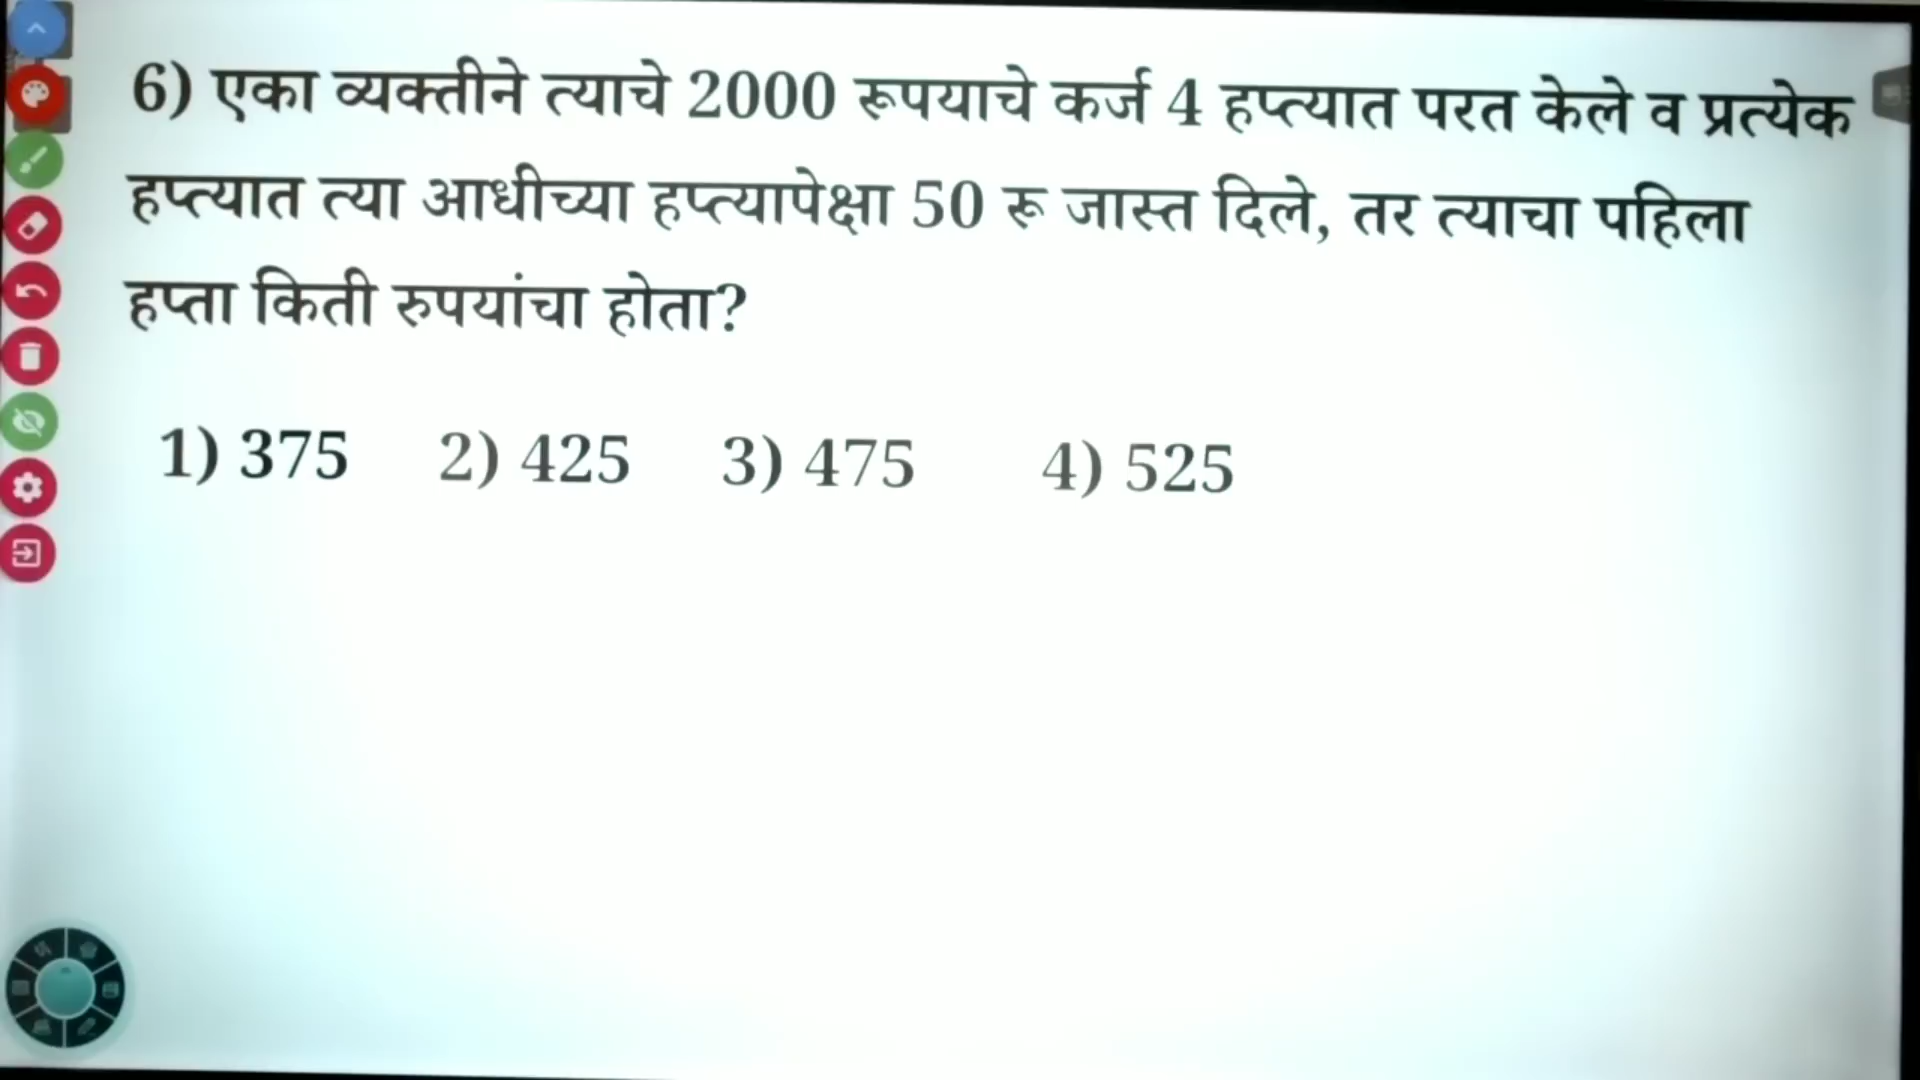 6) एका व्यक्तीने त्याचे 2000 रूपयाचे कर्ज 4 हप्त्यात परत केले व प्रत्येक
हप्त्यात त्या आधीच्या हप्त्यापेक्षा 50 रू जास्त दिले, तर त्याचा पहिला
हप्ता किती रुपयांचा होता?
1) 375 2) 425 3) 475 4) 525